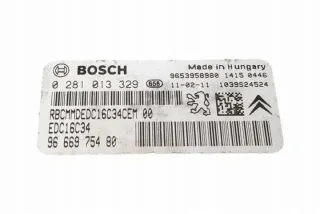 BOSCH
Made in Hungary
9653958980 1415 0446
0 281 013 329 11-02-11 1039S24524
RBCMMDEDC16C34CEM 00
EDC16C34
96 669 754 80